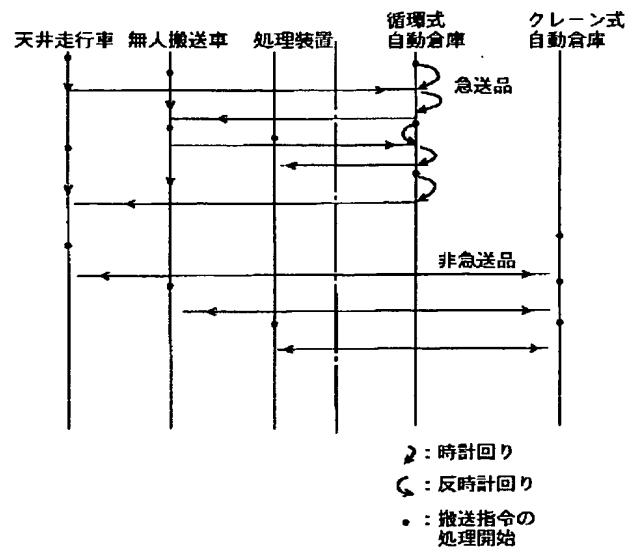 天井走行車
無人搬送車
処理装置
循環式
自動倉庫
クレーン式
自動倉庫
急送品
非急送品
：時計回り
：反時計回り
：搬送指令の
処理開始